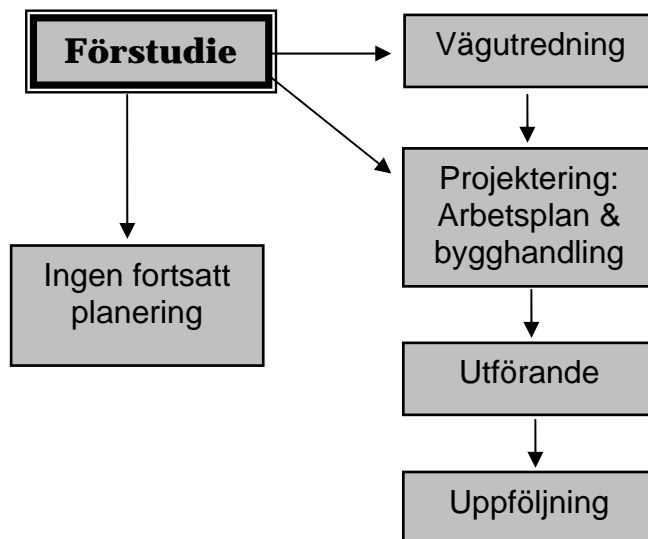 Förstudie
Vägutredning
Projektering:
Arbetsplan &
bygghandling
Ingen fortsatt
planering
Utförande
Uppföljning